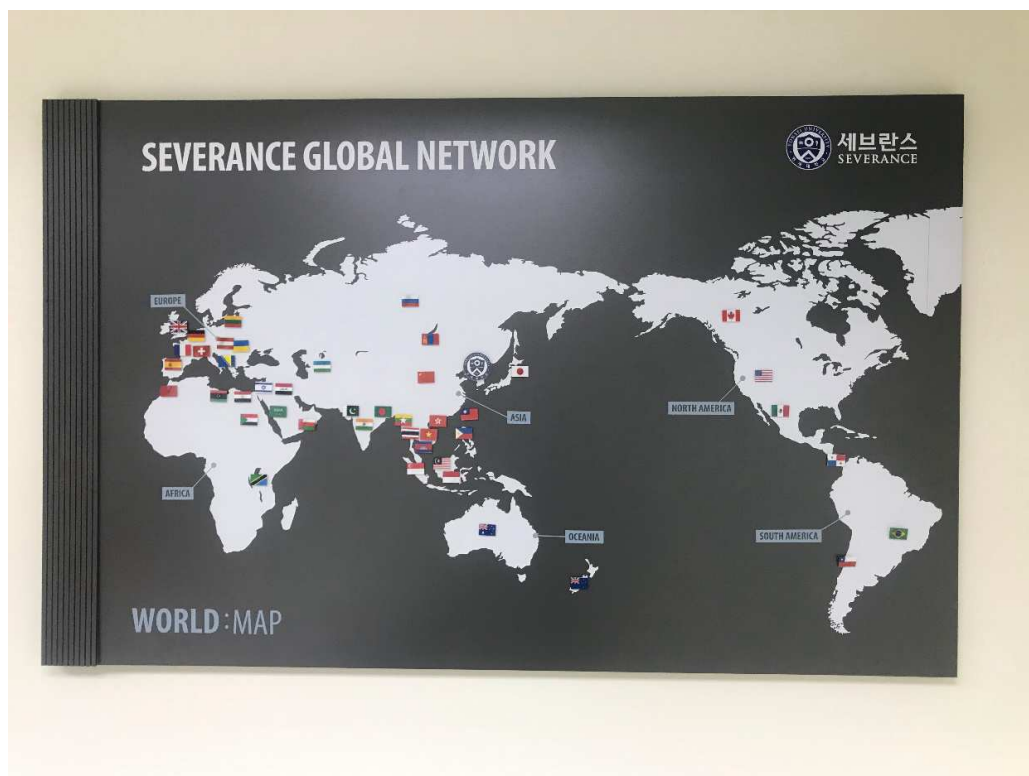 SEVERANCE GLOBAL NETWORK
세브란스
SEVERANCE
EUROPE
ASIA
NORTH AMERICA
AFRICA
OCEANIA
SOUTH AMERICA
WORLD:MAP